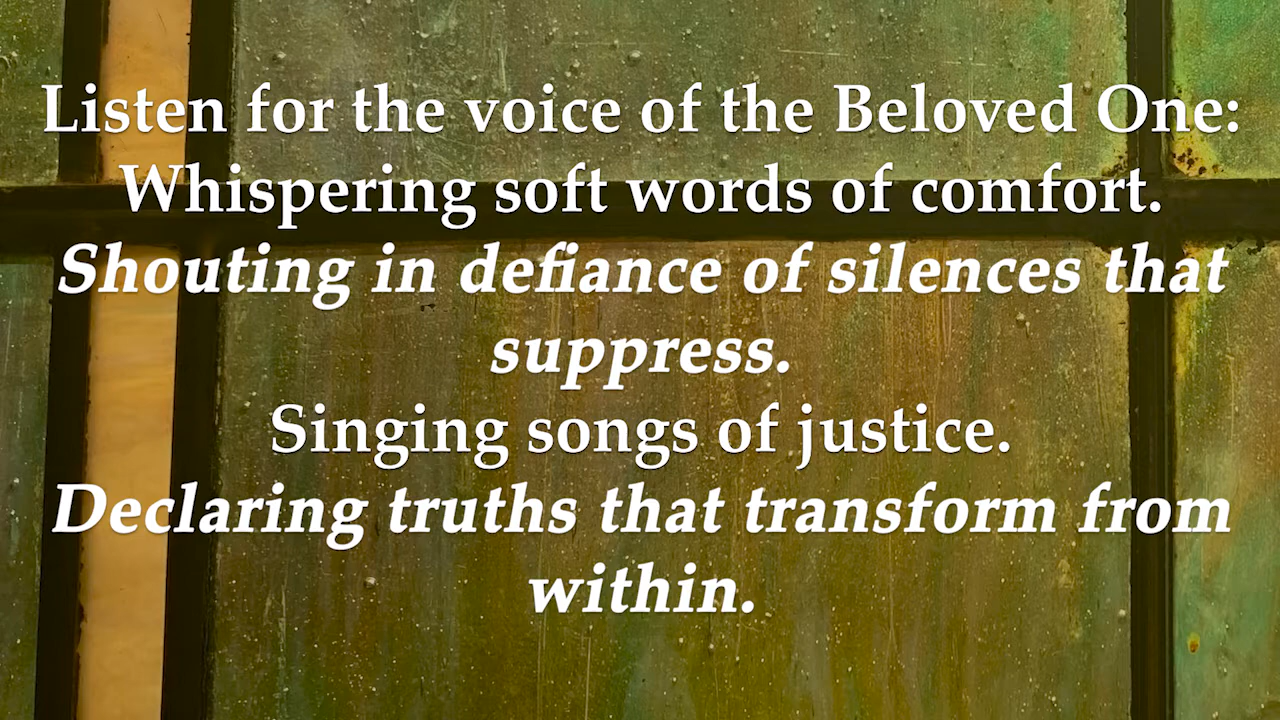 Listen for the voice of the Beloved One:
Whispering soft words of comfort.
Shouting in defiance of silences that
suppress.
Singing songs of justice.
Declaring truths that transform from
within.